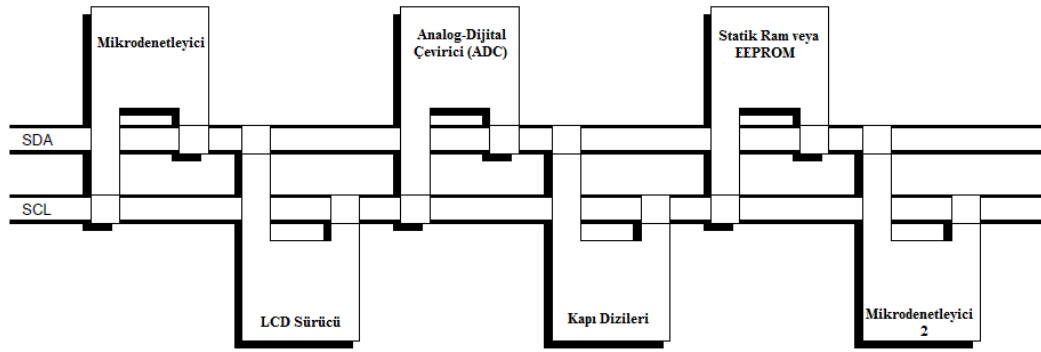 Mikrodenetleyici
Analog-Dijital
Çevirici (ADC)
Statik Ram veya
EEPROM
SDA
SCL
LCD Sürücü
Kapı Dizileri
Mikrodenetleyici
2